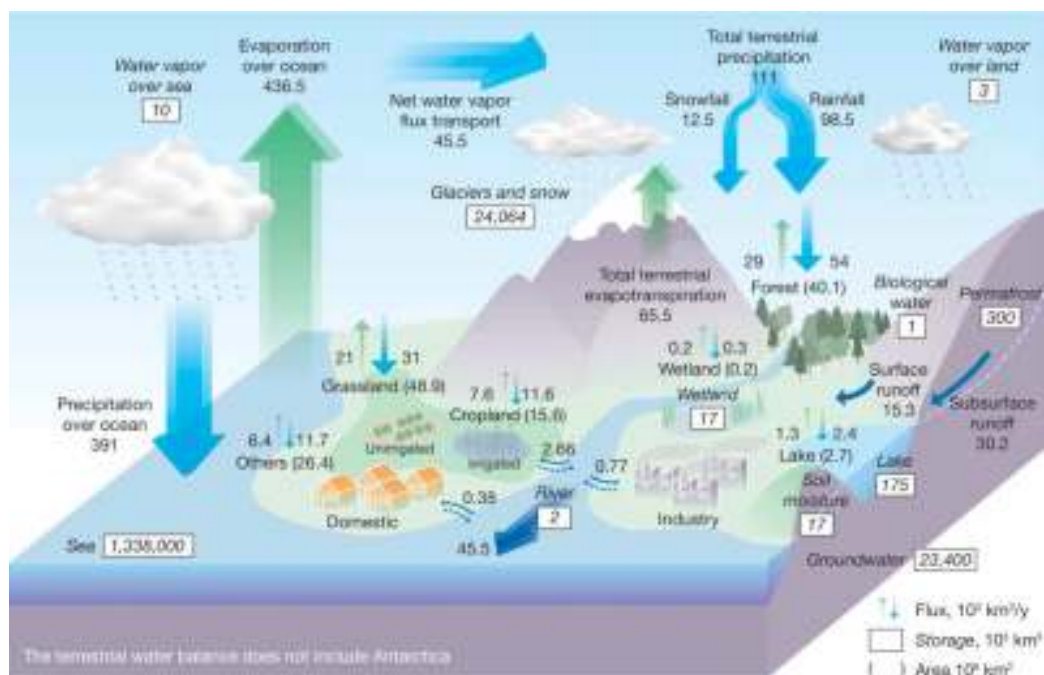 Water vapor
over sea
10
Evaporation
over ocean
436.5
Net water vapor
flux transport
45.5
Total terrestrial
precipitation
111
Snowfall
12.5
Rainfall
98.5
Water vapor
over land
3
Glaciers and snow
24,064
Total terrestrial
evapotranspiration
65.5
29
54
Forest (40.1)
Biological
water
1
Permafrost
300
21
31
Grassland (48.9)
7.6
11.6
Cropland (15.6)
0.2
0.3
Wetland (0.2)
Wetland
17
Surface
runoff
15.3
Subsurface
runoff
30.2
Precipitation
over ocean
391
6.4
11.7
Others (26.4)
Unirrigated
Irrigated
2.66
0.77
1.3
2.4
Lake (2.7)
Lake
175
Soil
moisture
17
Domestic
0.38
River
2
Industry
45.5
Sea 1,338,000
Groundwater 23,400
Flux, 10³ km³/y
Storage, 10³ km³
( ) Area 10⁶ km²
The terrestrial water balance does not include Antarctica